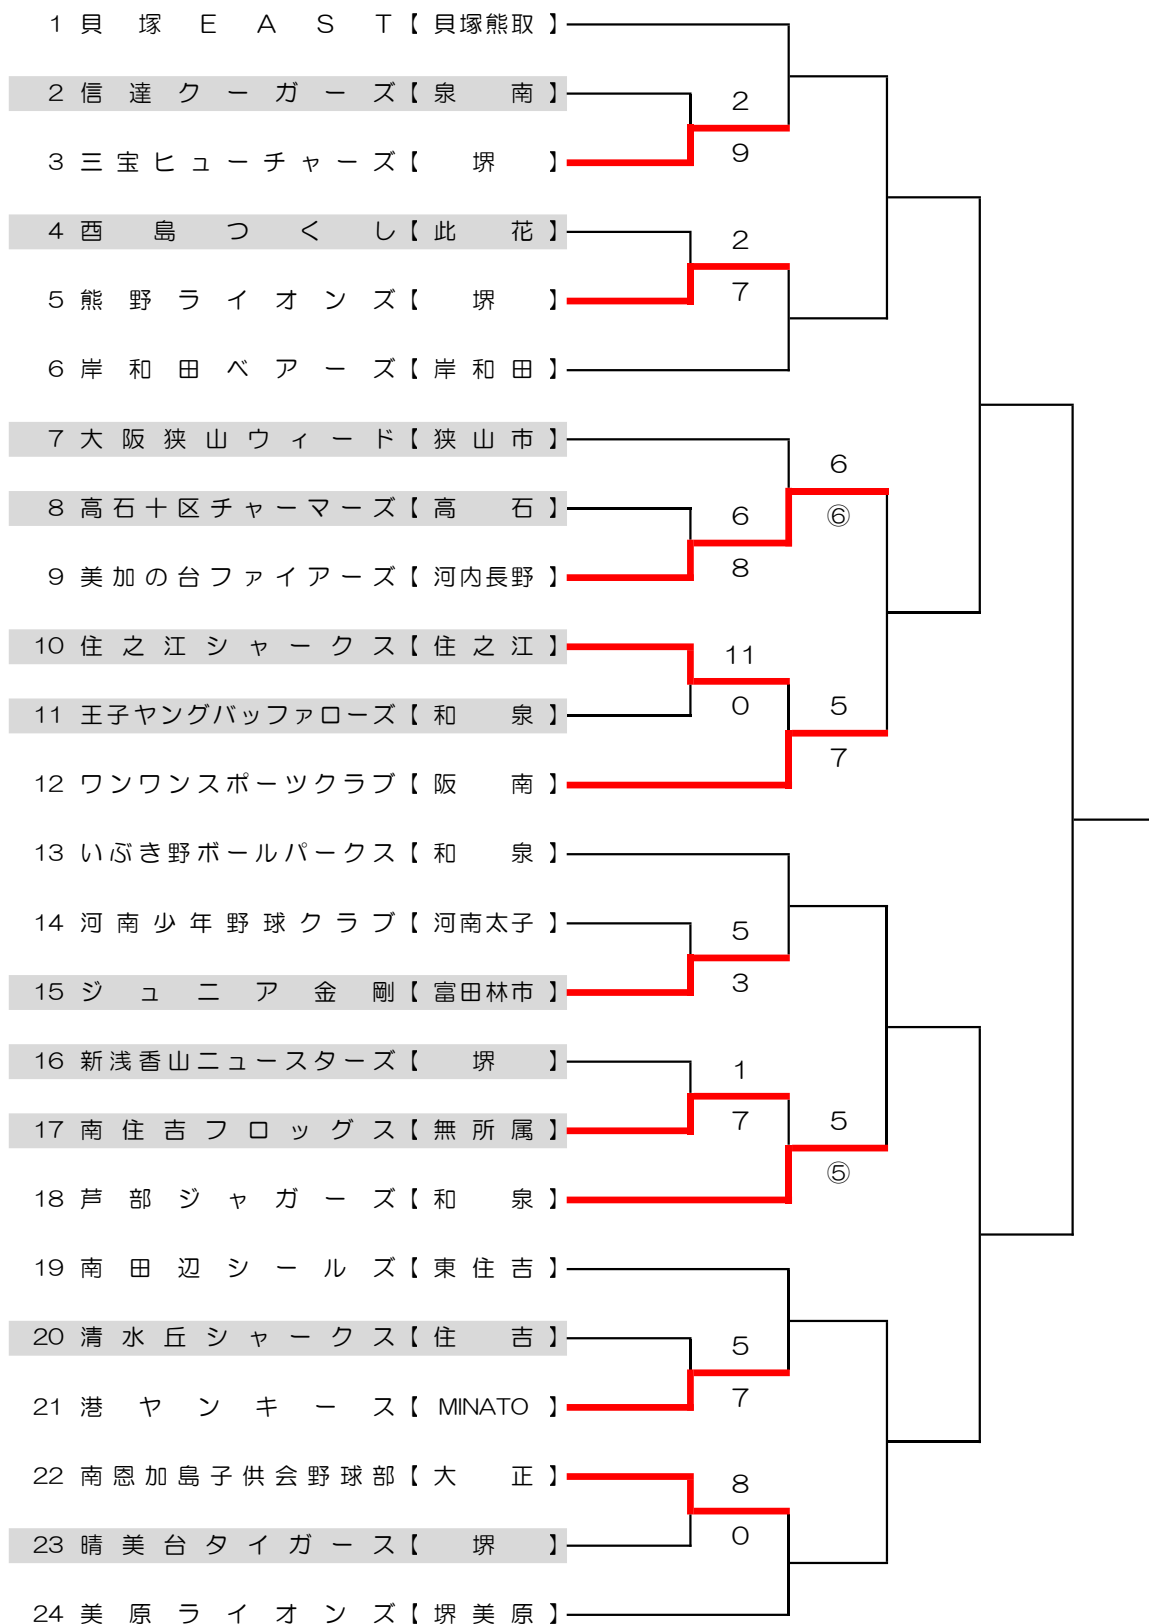 1 貝塚EAST【貝塚熊取】
2 信達クーガーズ【泉南】
2
9
3 三宝ヒューチャーズ【堺】
4 酉島つくし【此花】
2
7
5 熊野ライオンズ【堺】
6 岸和田ベアーズ【岸和田】
7 大阪狭山ウィード【狭山市】
6
⑥
8 高石十区チャーマーズ【高石】
6
8
9 美加の台ファイアーズ【河内長野】
10 住之江シャークス【住之江】
11
0
11 王子ヤングバッファローズ【和泉】
5
7
12 ワンワンスポーツクラブ【阪南】
13 いぶき野ボールパークス【和泉】
14 河南少年野球クラブ【河南太子】
5
3
15 ジュニア金剛【富田林市】
16 新浅香山ニュースターズ【堺】
1
7
17 南住吉フロッグス【無所属】
5
⑤
18 芦部ジャガーズ【和泉】
19 南田辺シールズ【東住吉】
20 清水丘シャークス【住吉】
5
7
21 港ヤンキース【MINATO】
22 南恩加島子供会野球部【大正】
8
0
23 晴美台タイガース【堺】
24 美原ライオンズ【堺美原】